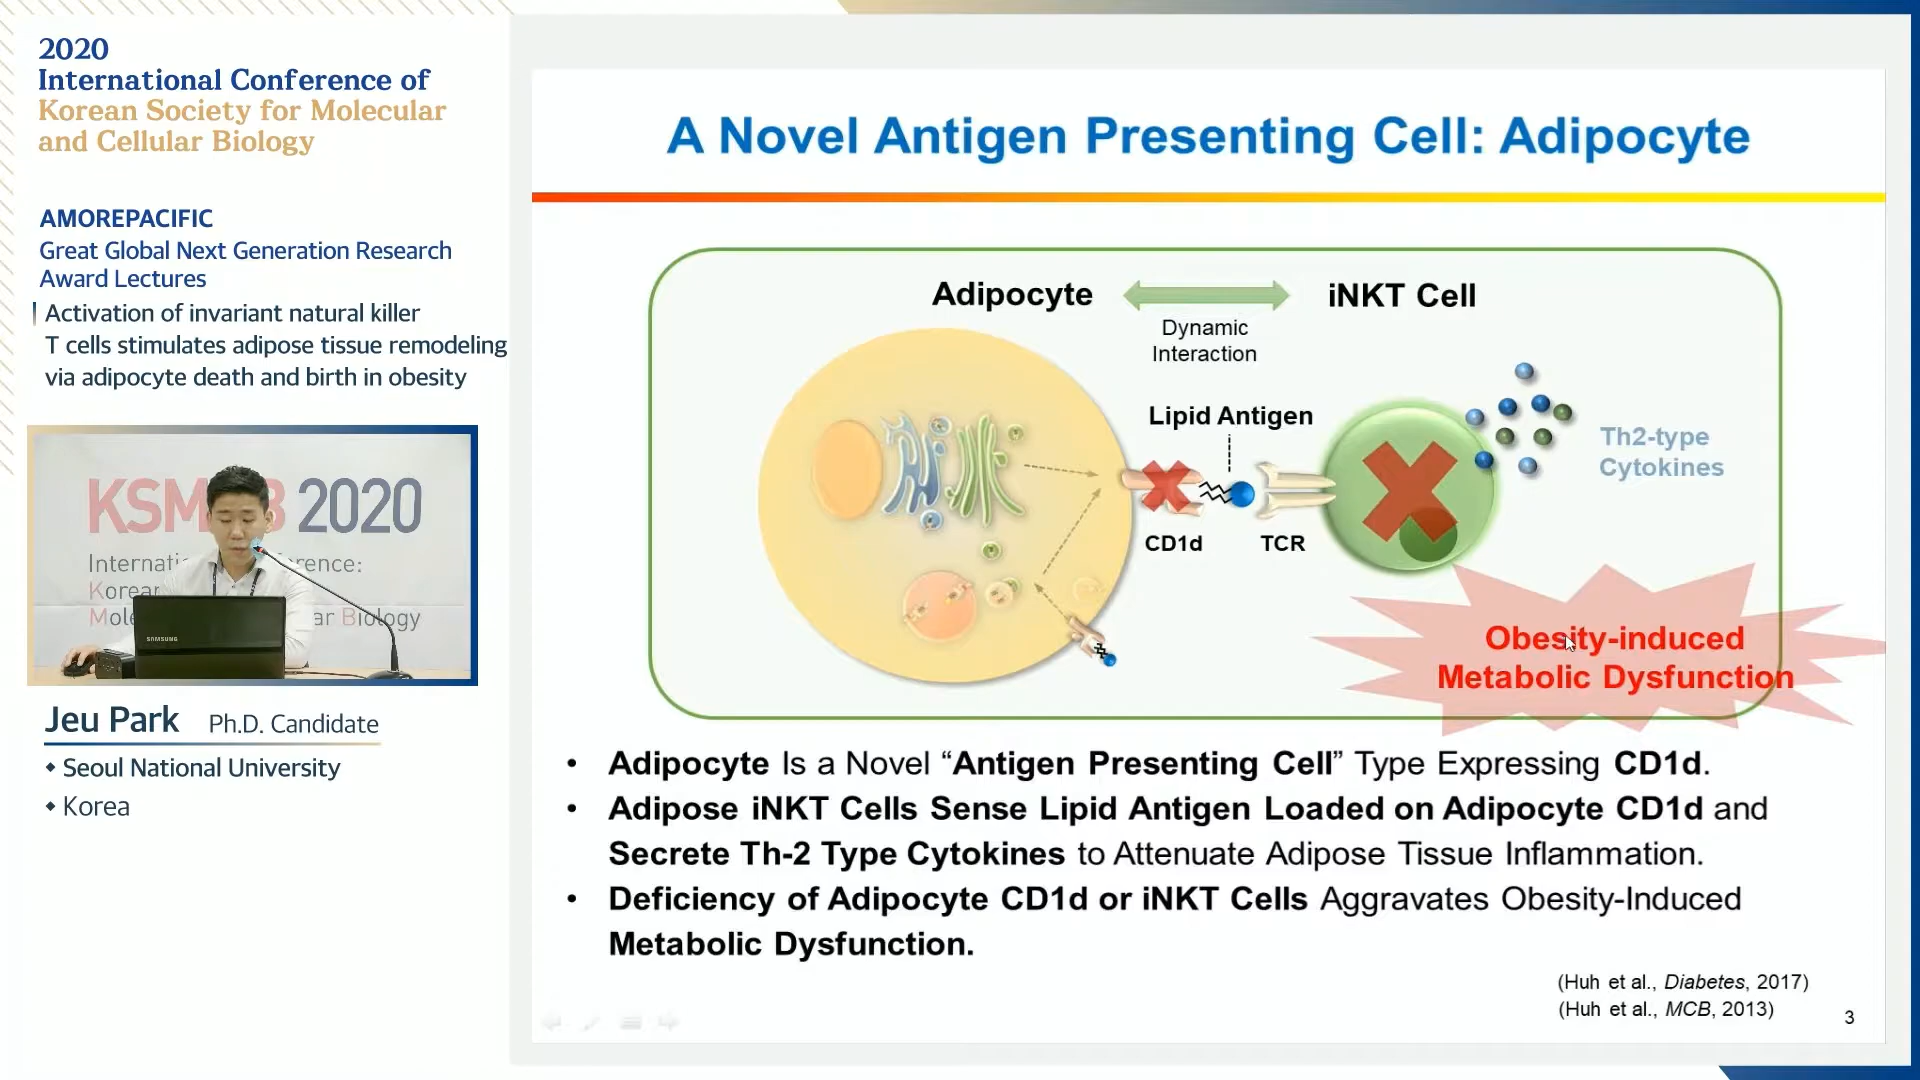 2020
International Conference of
Korean Society for Molecular
and Cellular Biology
AMOREPACIFIC
Great Global Next Generation Research
Award Lectures
Activation of invariant natural killer
T cells stimulates adipose tissue remodeling
via adipocyte death and birth in obesity
2020
Korean
ar Biology
SAMSUNG
Jeu Park Ph.D. Candidate
Seoul National University
Korea
A Novel Antigen Presenting Cell: Adipocyte
Adipocyte
iNKT Cell
Dynamic
Interaction
Lipid Antigen
Th2-type
Cytokines
CD1d
TCR
Obesity-induced
Metabolic Dysfunction
• Adipocyte Is a Novel “Antigen Presenting Cell” Type Expressing CD1d.
• Adipose iNKT Cells Sense Lipid Antigen Loaded on Adipocyte CD1d and
Secrete Th-2 Type Cytokines to Attenuate Adipose Tissue Inflammation.
• Deficiency of Adipocyte CD1d or iNKT Cells Aggravates Obesity-Induced
Metabolic Dysfunction.
(Huh et al., Diabetes, 2017)
(Huh et al., MCB, 2013)
3